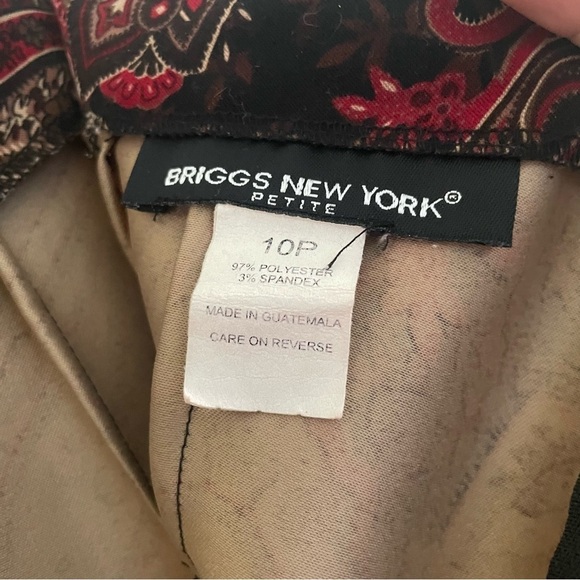 BRIGGS NEW YORK®
PETITE
10P
97% POLYESTER
3% SPANDEX
MADE IN GUATEMALA
CARE ON REVERSE